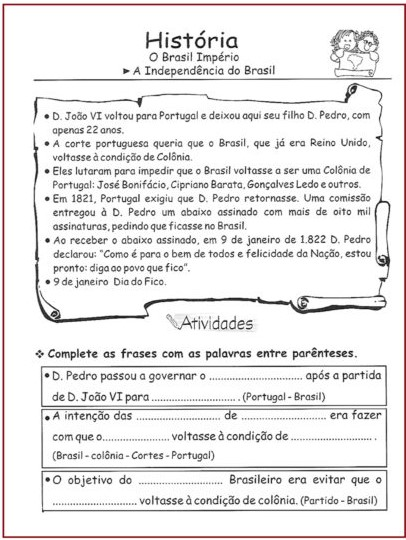 História
O Brasil Império
► A Independência do Brasil
• D. João VI voltou para Portugal e deixou aqui seu filho D. Pedro, com
apenas 22 anos.
• A corte portuguesa queria que o Brasil, que já era Reino Unido,
voltasse à condição de Colônia.
• Eles lutaram para impedir que o Brasil voltasse a ser uma Colônia de
Portugal: José Bonifácio, Cipriano Barata, Gonçalves Ledo e outros.
• Em 1821, Portugal exigiu que D. Pedro retornasse. Uma comissão
entregou à D. Pedro um abaixo assinado com mais de oito mil
assinaturas, pedindo que ficasse no Brasil.
• Ao receber o abaixo assinado, em 9 de janeiro de 1.822 D. Pedro
declarou: "Como é para o bem de todos e felicidade da Nação, estou
pronto: diga ao povo que fico".
• 9 de janeiro Dia do Fico.
Atividades
❖ Complete as frases com as palavras entre parênteses.
• D. Pedro passou a governar o .............................. após a partida
de D. João VI para ........................... . (Portugal - Brasil)
• A intenção das .......................... de .......................... era fazer
com que o...................... voltasse à condição de .......................... .
(Brasil - colônia - Cortes - Portugal)
• O objetivo do ........................... Brasileiro era evitar que o
........................... voltasse à condição de colônia. (Partido - Brasil)